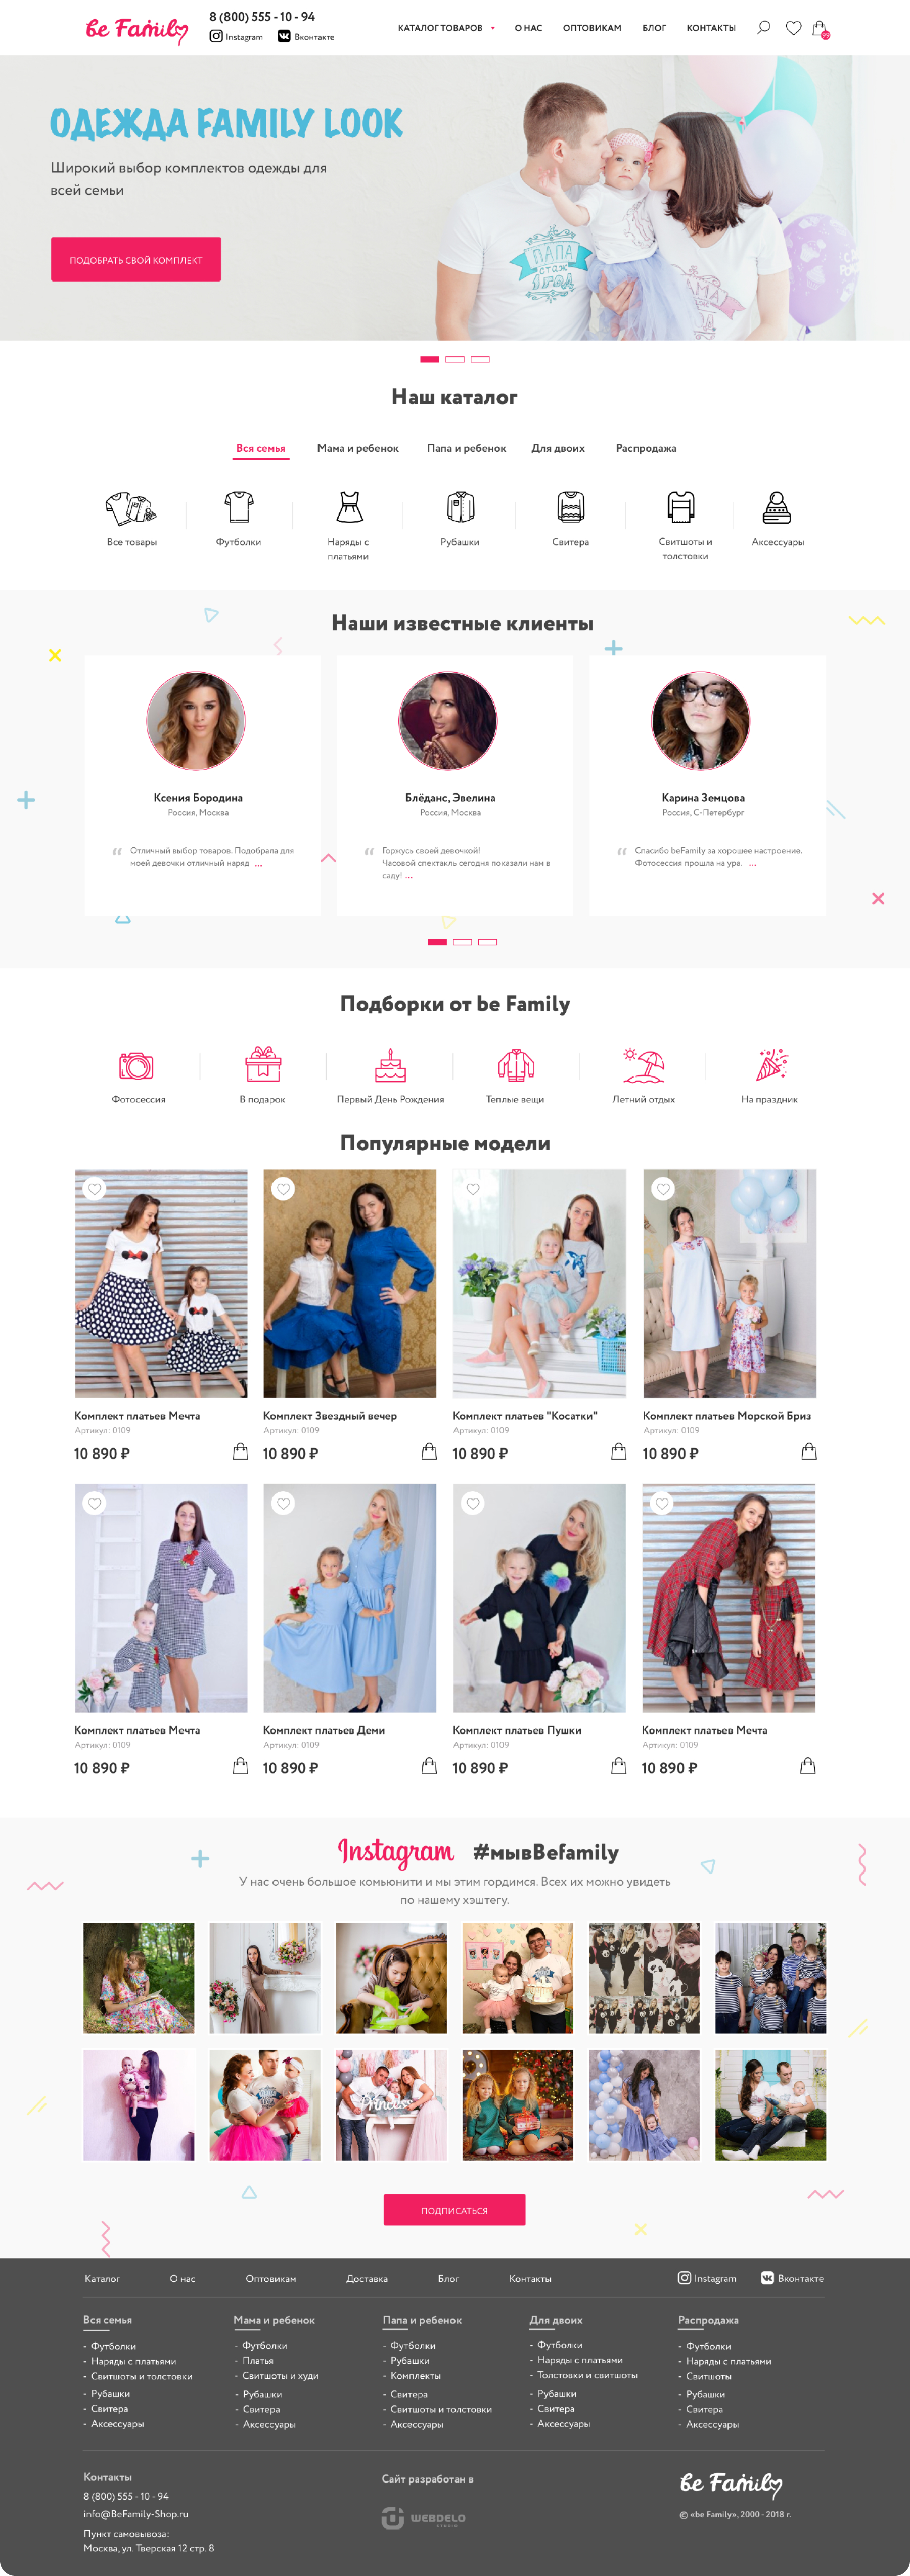 be Family
8 (800) 555 - 10 - 94
Instagram
Вконтакте
КАТАЛОГ ТОВАРОВ
О НАС
ОПТОВИКАМ
БЛОГ
КОНТАКТЫ
ОДЕЖДА FAMILY LOOK
Широкий выбор комплектов одежды для
всей семьи
ПОДОБРАТЬ СВОЙ КОМПЛЕКТ
ПАПА
стаж
ГОД
Наш каталог
Вся семья
Мама и ребенок
Папа и ребенок
Для двоих
Распродажа
Все товары
Футболки
Наряды с
платьями
Рубашки
Свитера
Свитшоты и
толстовки
Аксессуары
Наши известные клиенты
Ксения Бородина
Россия, Москва
“ Отличный выбор товаров. Подобрала для
моей девочки отличный наряд ...
Блёданс, Эвелина
Россия, Москва
“ Горжусь своей девочкой!
Часовой спектакль сегодня показали нам в
саду! ...
Карина Земцова
Россия, С-Петербург
“ Спасибо beFamily за хорошее настроение.
Фотосессия прошла на ура. ...
Подборки от be Family
Фотосессия
В подарок
Первый День Рождения
Теплые вещи
Летний отдых
На праздник
Популярные модели
Комплект платьев Мечта
Артикул: 0109
10 890 ₽
Комплект Звездный вечер
Артикул: 0109
10 890 ₽
Комплект платьев "Косатки"
Артикул: 0109
10 890 ₽
Комплект платьев Морской Бриз
Артикул: 0109
10 890 ₽
Комплект платьев Мечта
Артикул: 0109
10 890 ₽
Комплект платьев Деми
Артикул: 0109
10 890 ₽
Комплект платьев Пушки
Артикул: 0109
10 890 ₽
Комплект платьев Мечта
Артикул: 0109
10 890 ₽
Instagram #мывBefamily
У нас очень большое комьюнити и мы этим гордимся. Всех их можно увидеть
по нашему хэштегу.
Princess
ПОДПИСАТЬСЯ
Каталог
О нас
Оптовикам
Доставка
Блог
Контакты
Instagram
Вконтакте
Вся семья
- Футболки
- Наряды с платьями
- Свитшоты и толстовки
- Рубашки
- Свитера
- Аксессуары
Мама и ребенок
- Футболки
- Платья
- Свитшоты и худи
- Рубашки
- Свитера
- Аксессуары
Папа и ребенок
- Футболки
- Рубашки
- Комплекты
- Свитера
- Свитшоты и толстовки
- Аксессуары
Для двоих
- Футболки
- Наряды с платьями
- Толстовки и свитшоты
- Рубашки
- Свитера
- Аксессуары
Распродажа
- Футболки
- Наряды с платьями
- Свитшоты
- Рубашки
- Свитера
- Аксессуары
Контакты
8 (800) 555 - 10 - 94
info@BeFamily-Shop.ru
Пункт самовывоза:
Москва, ул. Тверская 12 стр. 8
Сайт разработан в
WEBDELO
STUDIO
be Family
© «be Family», 2000 - 2018 г.